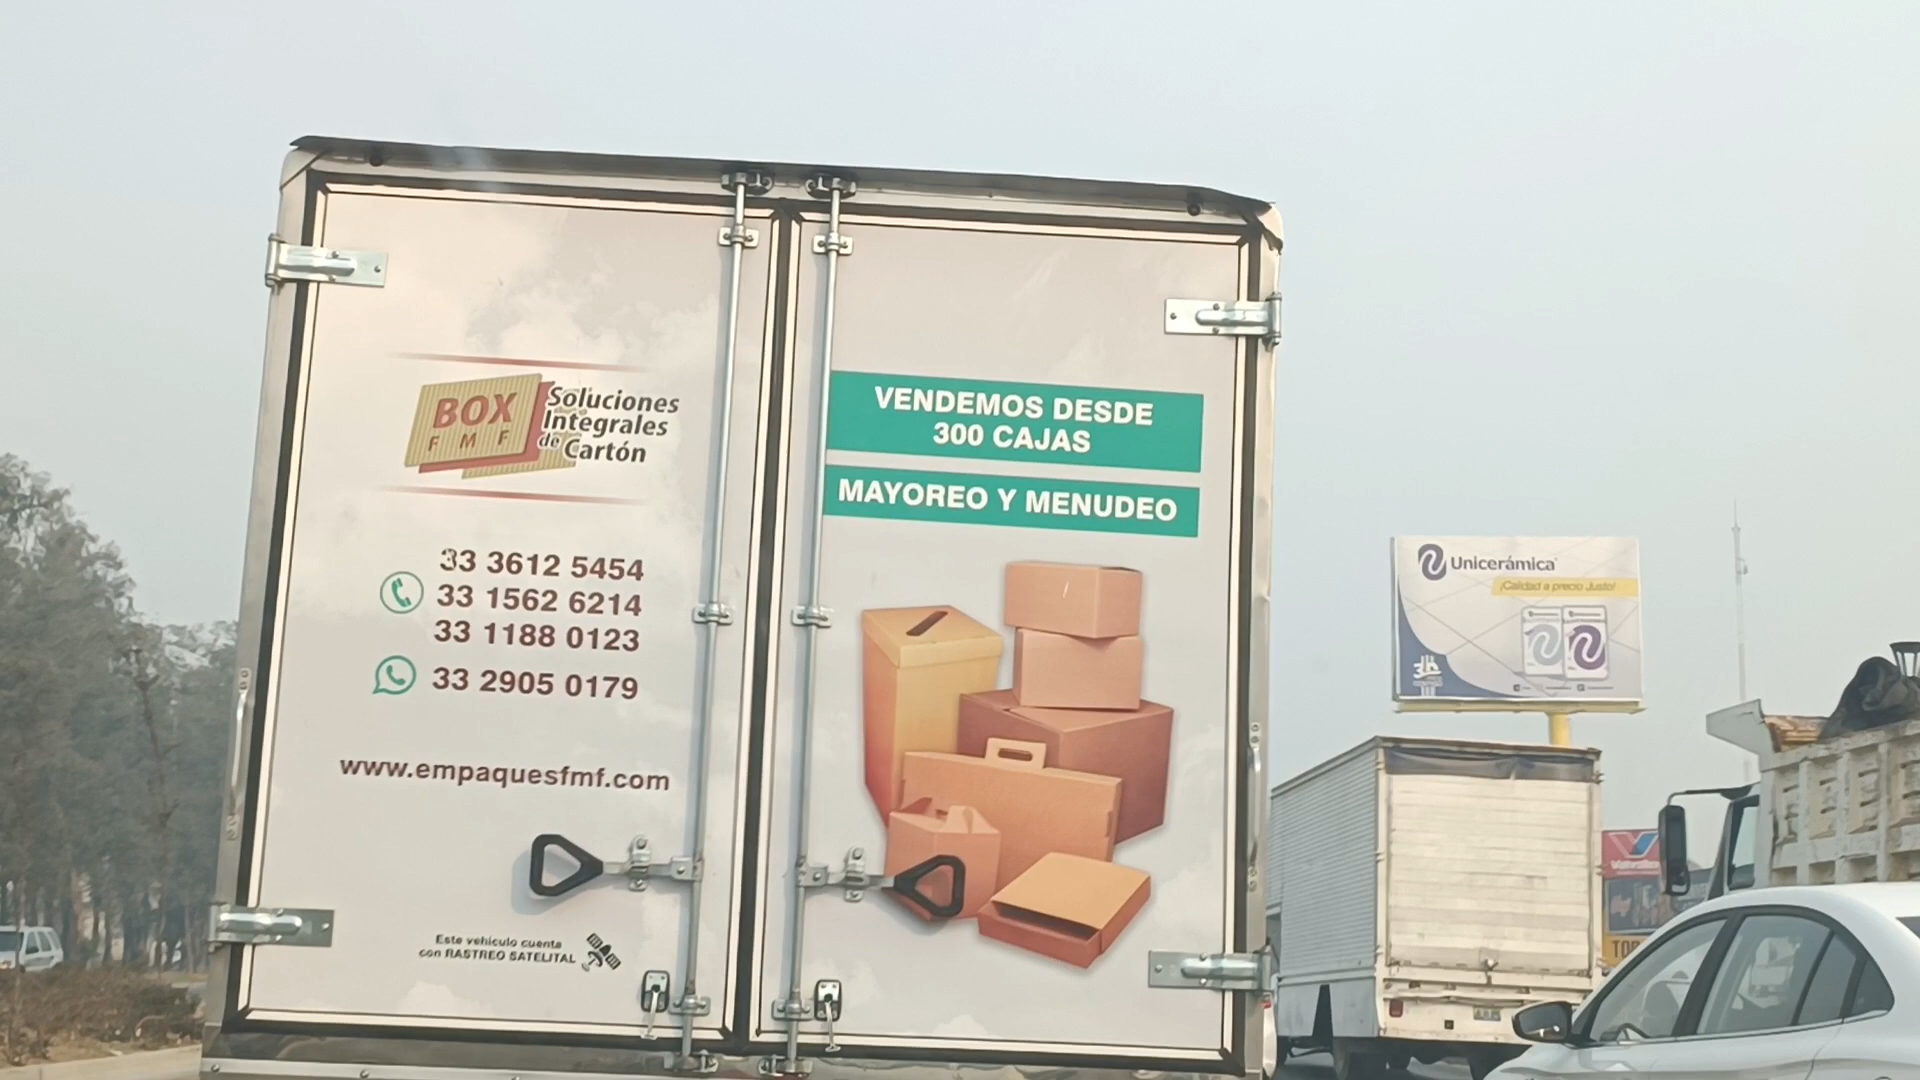 BOX
F M F
Soluciones
Integrales
de Cartón
33 3612 5454
33 1562 6214
33 1188 0123
33 2905 0179
www.empaquesfmf.com
Este vehículo cuenta
con RASTREO SATELITAL
VENDEMOS DESDE
300 CAJAS
MAYOREO Y MENUDEO
Unicerámica
¡Calidad a precio Justo!
Valvoline